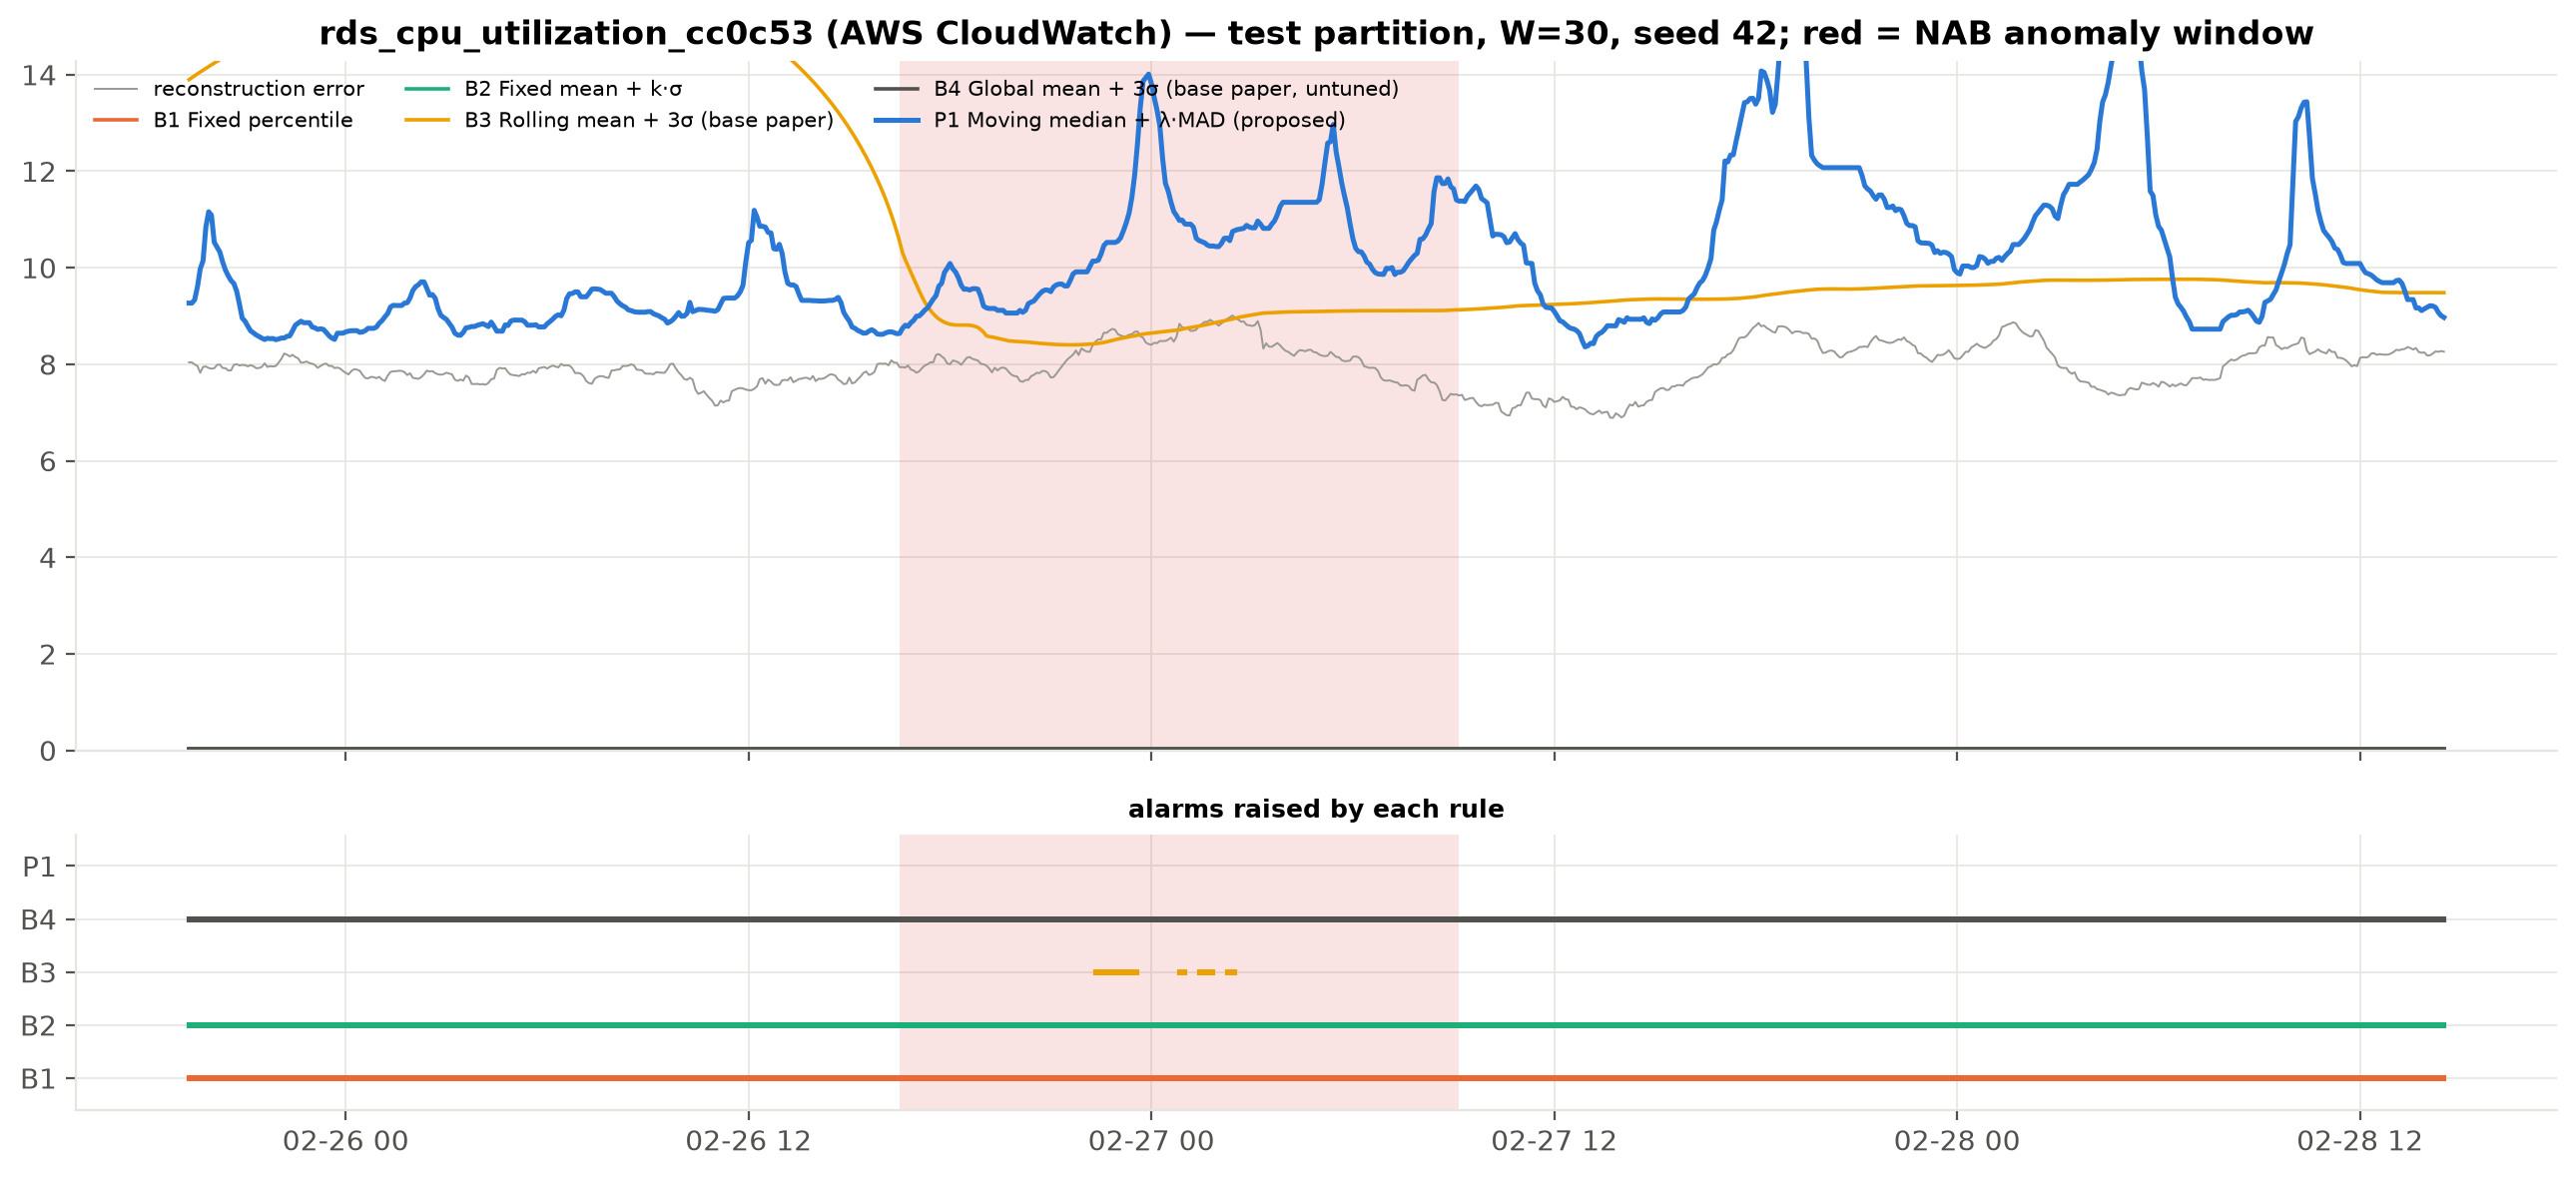 rds_cpu_utilization_cc0c53 (AWS CloudWatch) — test partition, W=30, seed 42; red = NAB anomaly window
14
12
10
8
6
4
2
0
reconstruction error
B1 Fixed percentile
B2 Fixed mean + k·σ
B3 Rolling mean + 3σ (base paper)
B4 Global mean + 3σ (base paper, untuned)
P1 Moving median + λ·MAD (proposed)
alarms raised by each rule
P1
B4
B3
B2
B1
02-26 00 02-26 12 02-27 00 02-27 12 02-28 00 02-28 12